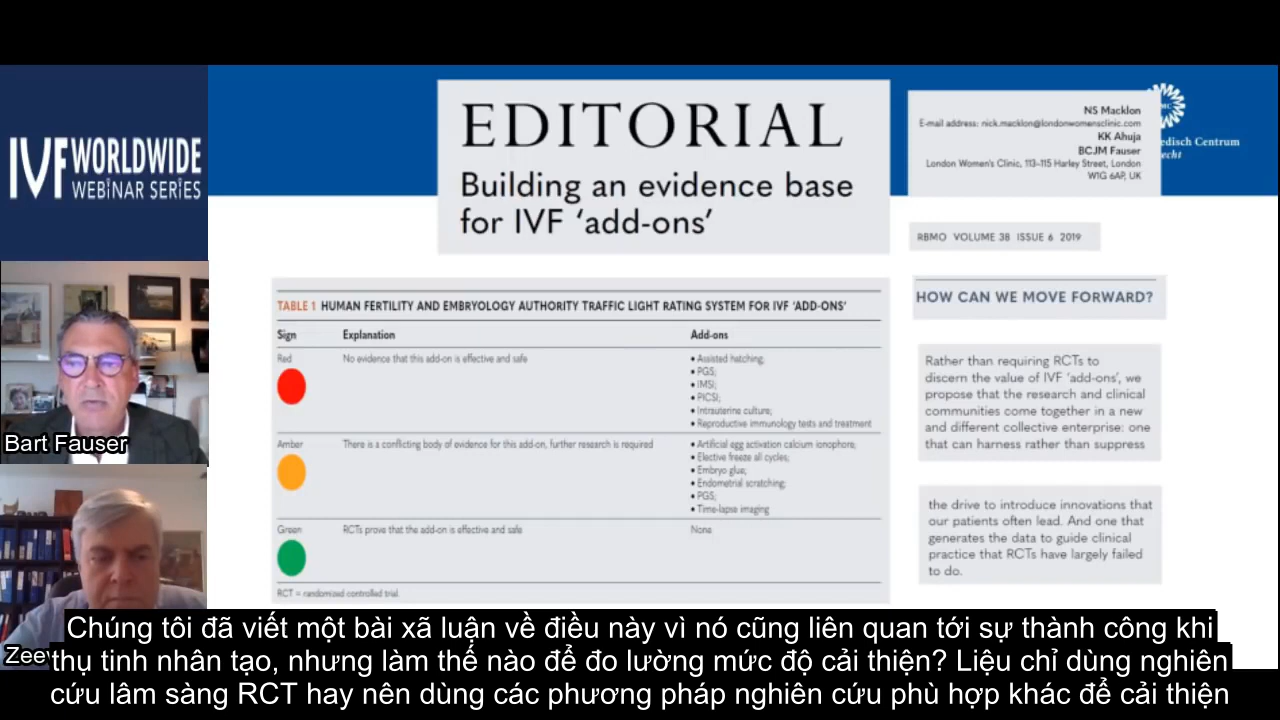 IVF WORLDWIDE
WEBINAR SERIES
Bart Fauser
Zee
EDITORIAL
Building an evidence base
for IVF ‘add-ons’
NS Macklon
E-mail address: nick.macklon@londonwomensclinic.com
KK Ahuja
BCJM Fauser
London Women's Clinic, 113–115 Harley Street, London
W1G 6AP, UK
edisch Centrum
echt
RBMO VOLUME 38 ISSUE 6 2019
TABLE 1 HUMAN FERTILITY AND EMBRYOLOGY AUTHORITY TRAFFIC LIGHT RATING SYSTEM FOR IVF ‘ADD-ONS’
Sign Explanation Add-ons
Red No evidence that this add-on is effective and safe • Assisted hatching;
• PGS;
• IMSI;
• PICSI;
• Intrauterine culture;
• Reproductive immunology tests and treatment
Amber There is a conflicting body of evidence for this add-on, further research is required • Artificial egg activation calcium ionophore;
• Elective freeze all cycles;
• Embryo glue;
• Endometrial scratching;
• PGS;
• Time-lapse imaging
Green RCTs prove that the add-on is effective and safe None
RCT = randomized controlled trial.
HOW CAN WE MOVE FORWARD?
Rather than requiring RCTs to
discern the value of IVF ‘add-ons’, we
propose that the research and clinical
communities come together in a new
and different collective enterprise: one
that can harness rather than suppress
the drive to introduce innovations that
our patients often lead. And one that
generates the data to guide clinical
practice that RCTs have largely failed
to do.
Chúng tôi đã viết một bài xã luận về điều này vì nó cũng liên quan tới sự thành công khi
thụ tinh nhân tạo, nhưng làm thế nào để đo lường mức độ cải thiện? Liệu chỉ dùng nghiên
cứu lâm sàng RCT hay nên dùng các phương pháp nghiên cứu phù hợp khác để cải thiện